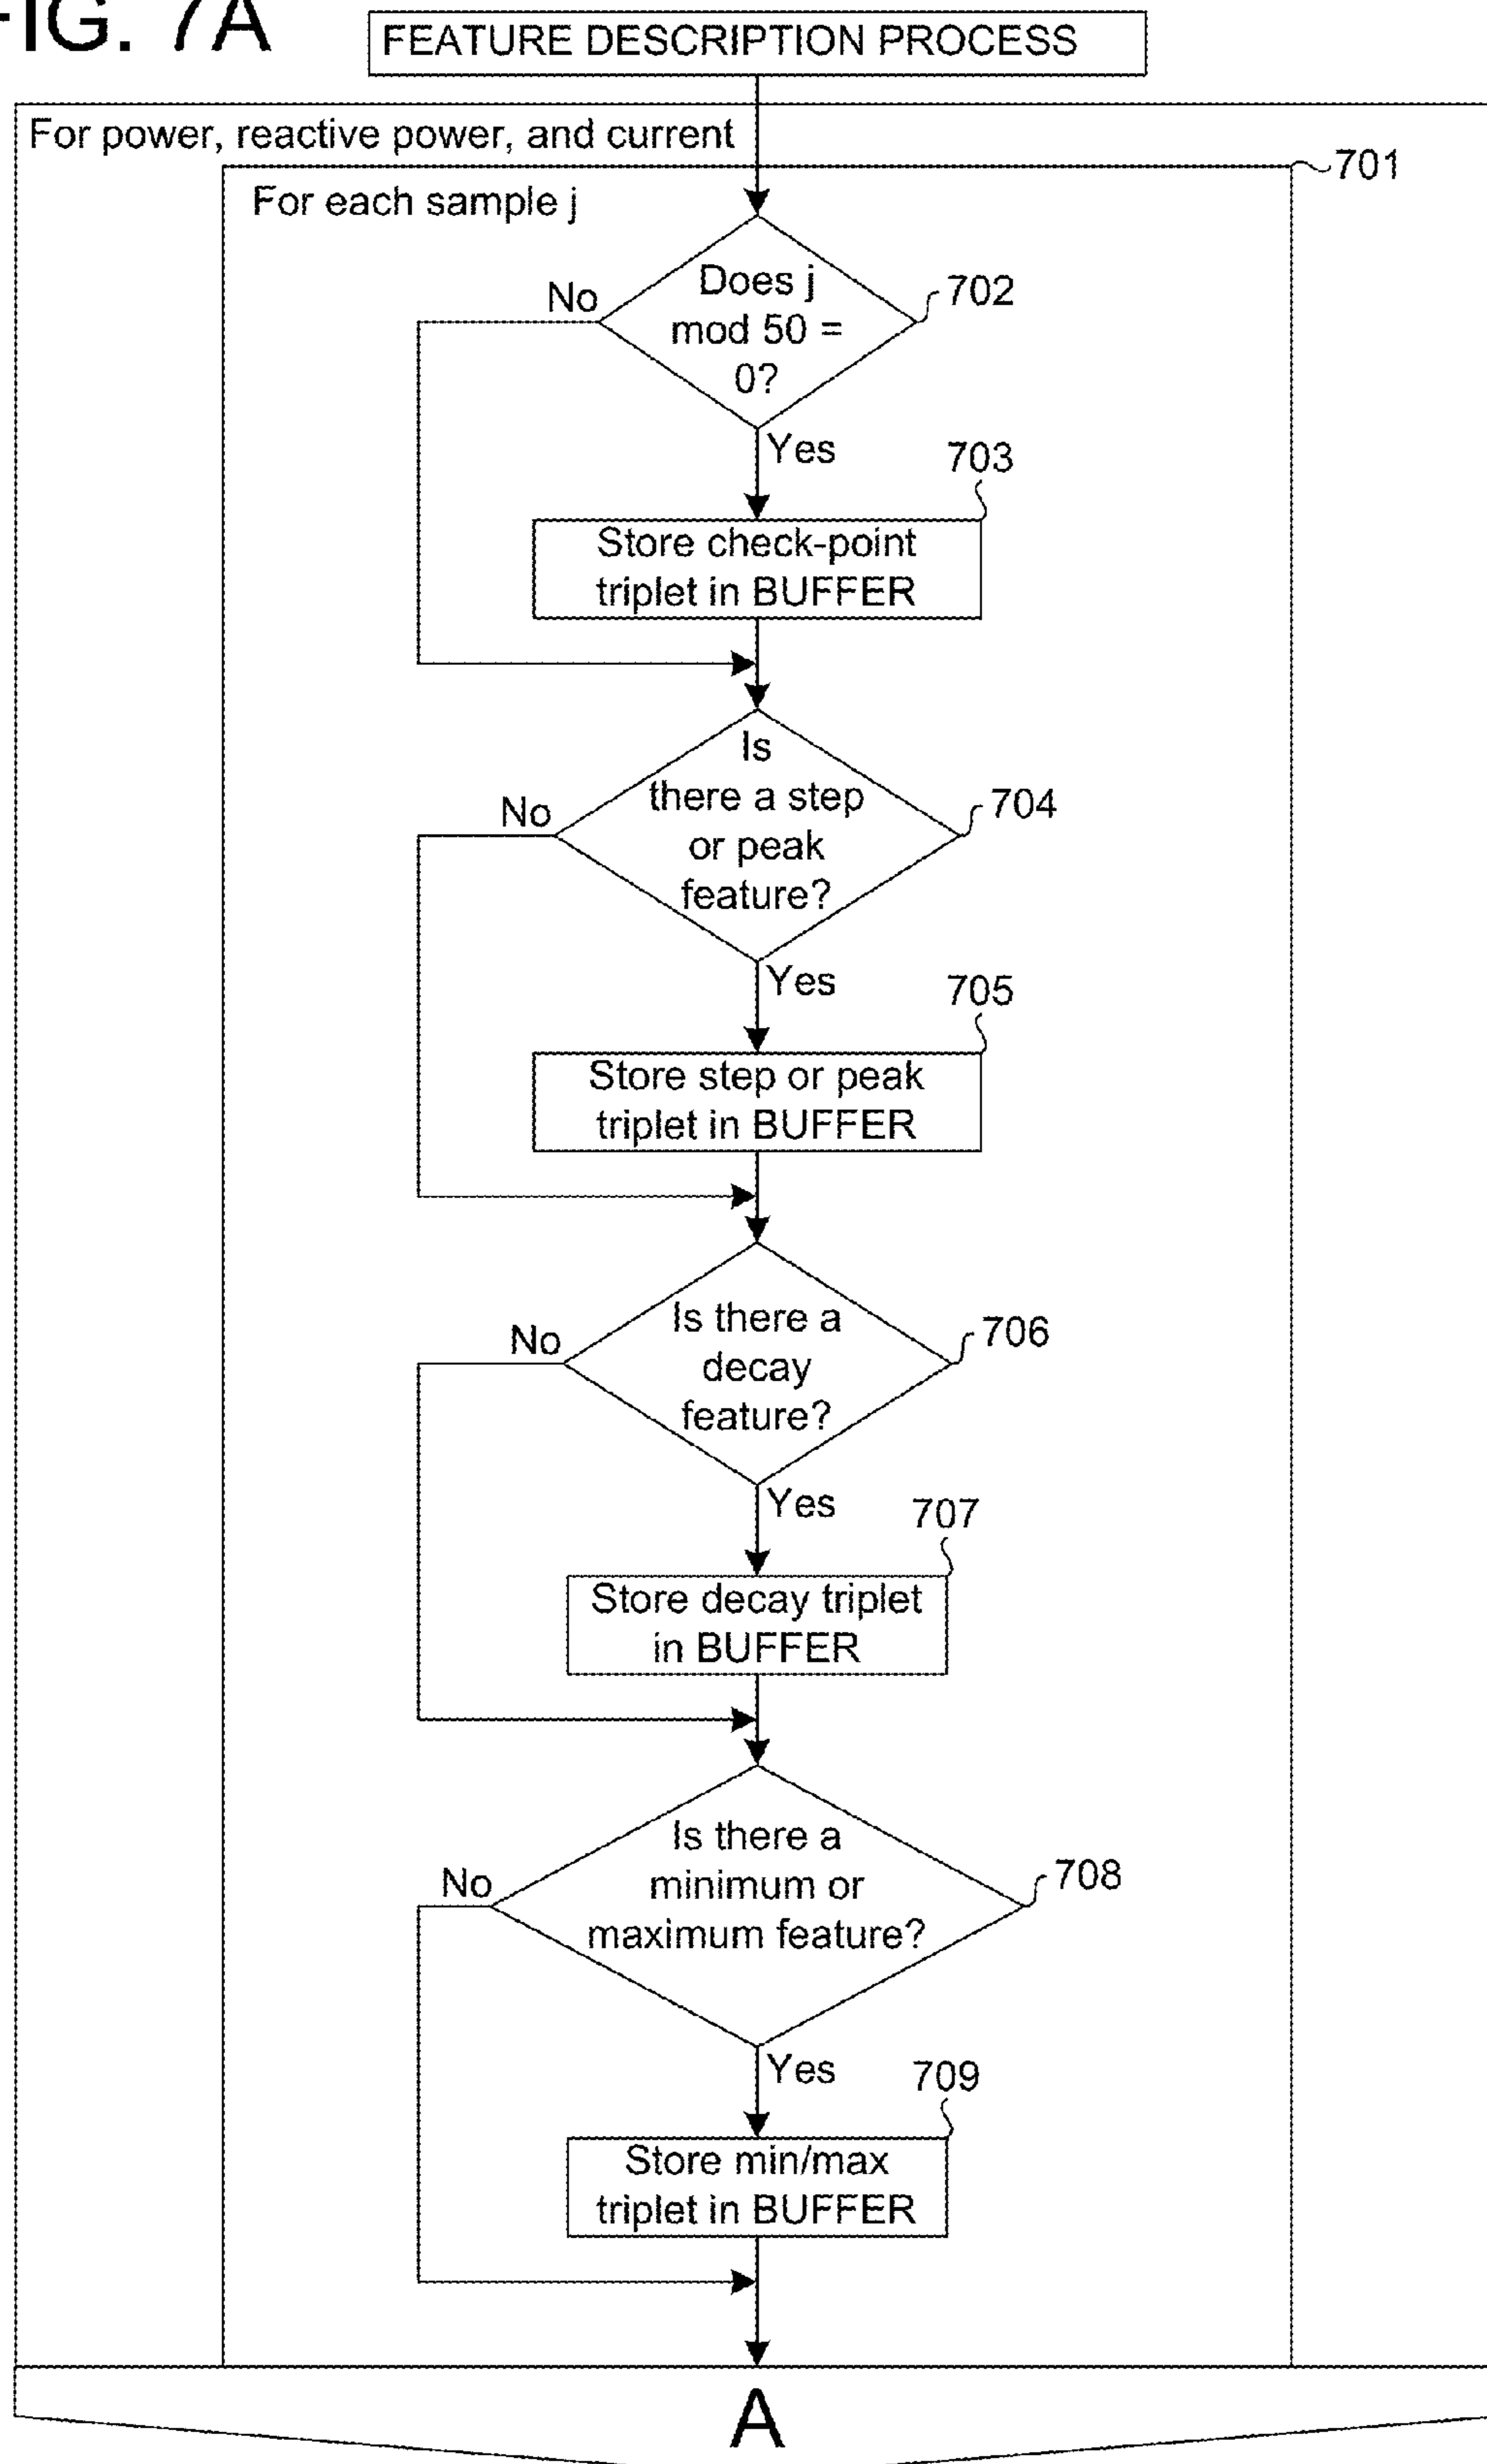 FIG. 7A
FEATURE DESCRIPTION PROCESS
For power, reactive power, and current
701
For each sample j
Does j
mod 50 =
0?
No
702
Yes
703
Store check-point
triplet in BUFFER
Is
there a step
or peak
feature?
No
704
Yes
705
Store step or peak
triplet in BUFFER
Is there a
decay
feature?
No
706
Yes
707
Store decay triplet
in BUFFER
Is there a
minimum or
maximum feature?
No
708
Yes
709
Store min/max
triplet in BUFFER
A